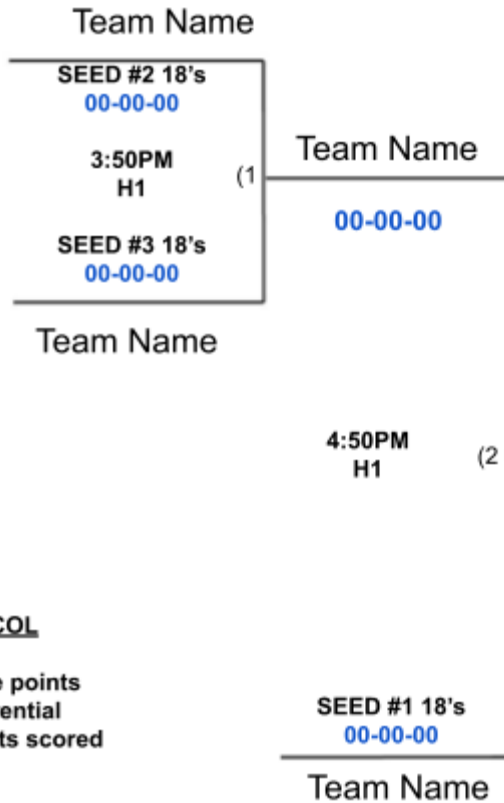 Team Name
SEED #2 18's
00-00-00
3:50PM
H1
(1
SEED #3 18's
00-00-00
Team Name
Team Name
00-00-00
4:50PM
H1
(2
COL
points
ts scored
SEED #1 18's
00-00-00
Team Name